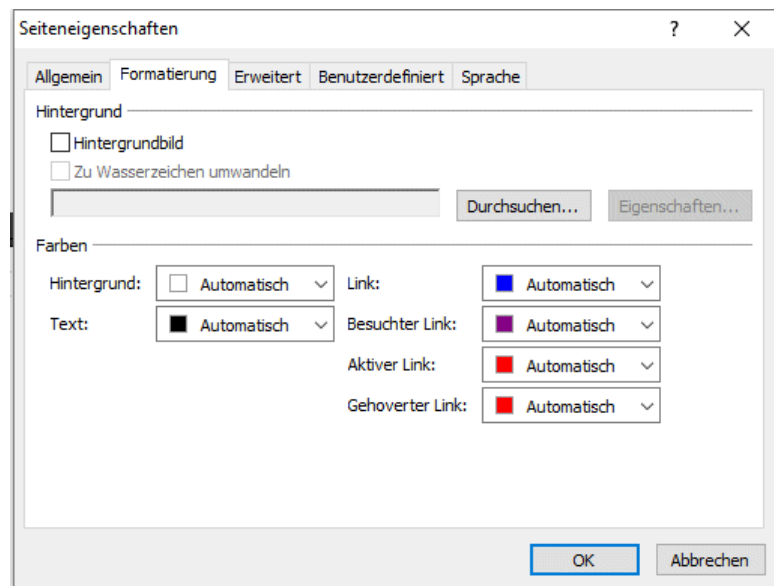 Seiteneigenschaften ? ×
Allgemein Formatierung Erweitert Benutzerdefiniert Sprache
Hintergrund
Hintergrundbild
Zu Wasserzeichen umwandeln
Durchsuchen... Eigenschaften...
Farben
Hintergrund: Automatisch Link: Automatisch
Text: Automatisch Besuchter Link: Automatisch
Aktiver Link: Automatisch
Gehoverter Link: Automatisch
OK Abbrechen